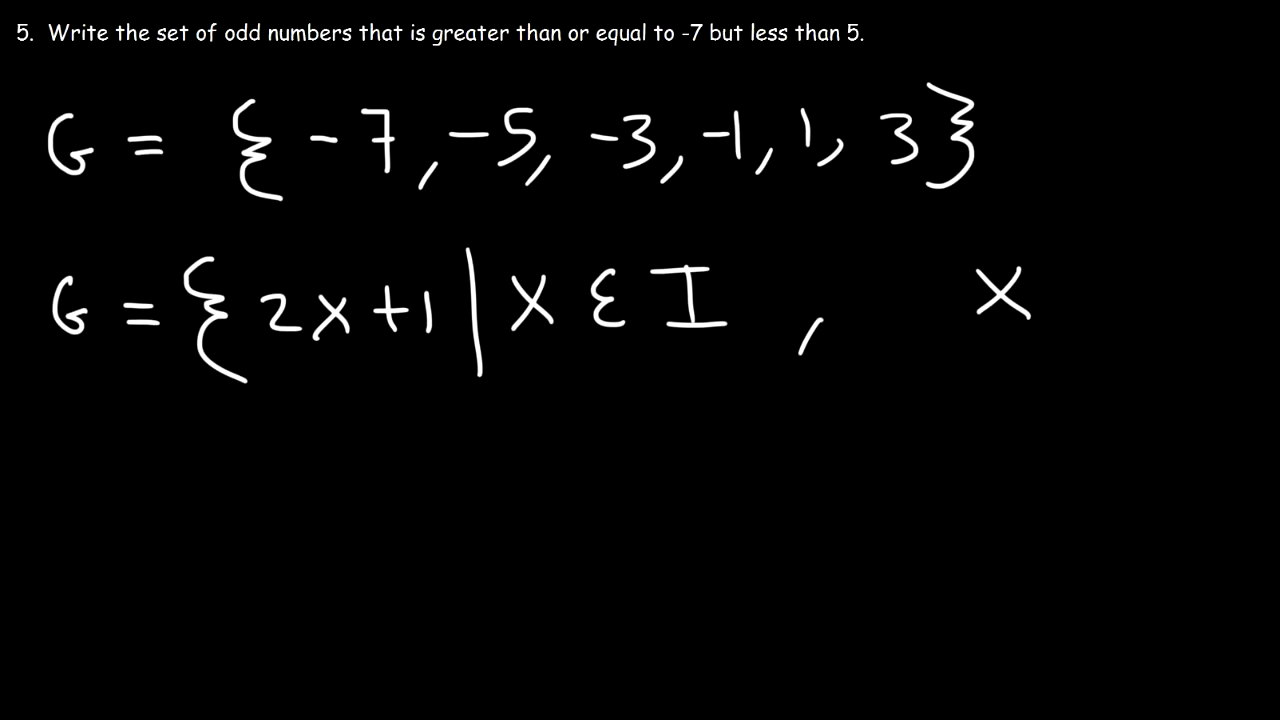 5. Write the set of odd numbers that is greater than or equal to -7 but less than 5.
G = { -7, -5, -3, -1, 1, 3 }
G = { 2x+1 | x ε I , x